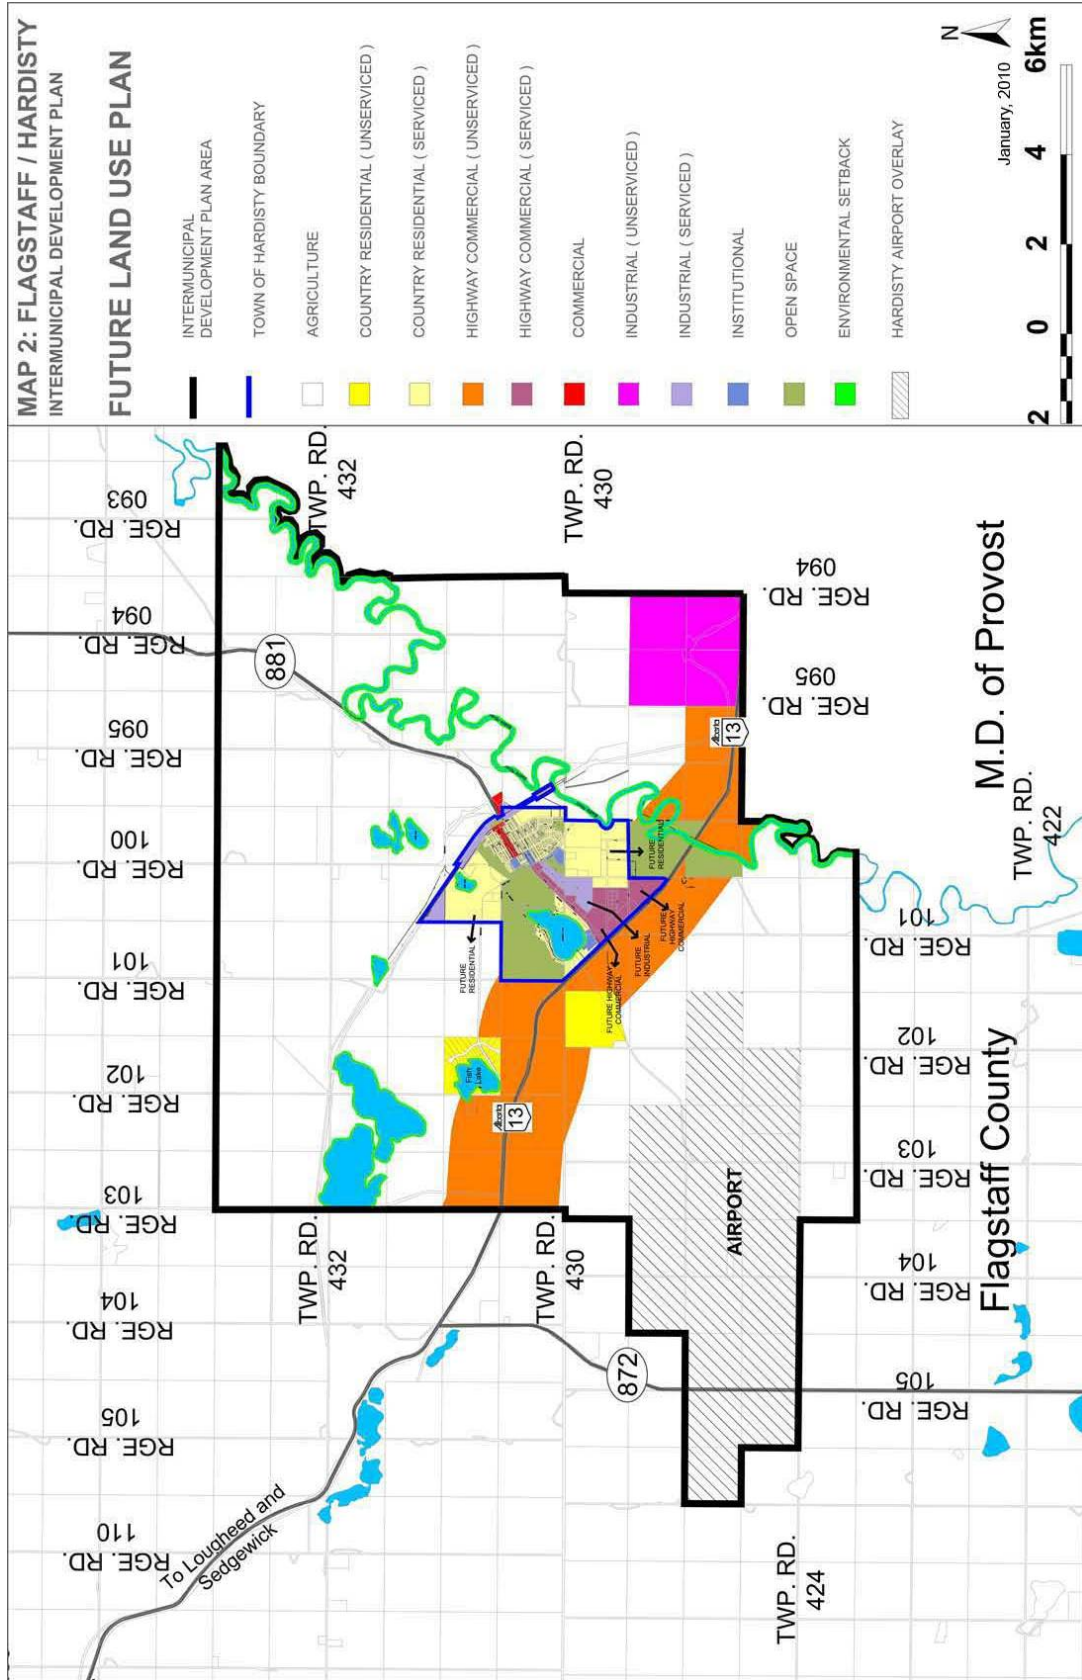 MAP 2: FLAGSTAFF / HARDISTY
INTERMUNICIPAL DEVELOPMENT PLAN
FUTURE LAND USE PLAN
INTERMUNICIPAL
DEVELOPMENT PLAN AREA
TOWN OF HARDISTY BOUNDARY
AGRICULTURE
COUNTRY RESIDENTIAL ( UNSERVICED )
COUNTRY RESIDENTIAL ( SERVICED )
HIGHWAY COMMERCIAL ( UNSERVICED )
HIGHWAY COMMERCIAL ( SERVICED )
COMMERCIAL
INDUSTRIAL ( UNSERVICED )
INDUSTRIAL ( SERVICED )
INSTITUTIONAL
OPEN SPACE
ENVIRONMENTAL SETBACK
HARDISTY AIRPORT OVERLAY
N
January, 2010
2 0 2 4 6km
RGE. RD.
110
RGE. RD.
105
RGE. RD.
104
RGE. RD.
103
RGE. RD.
102
RGE. RD.
101
RGE. RD.
100
RGE. RD.
095
RGE. RD.
094
RGE. RD.
093
To Lougheed and
Sedgewick
881
TWP. RD.
432
TWP. RD.
432
TWP. RD.
430
TWP. RD.
430
Fish
Lake
Alberta
13
FUTURE
RESIDENTIAL
FUTURE
RESIDENTIAL
FUTURE HIGHWAY
COMMERCIAL
FUTURE
INDUSTRIAL
FUTURE
HIGHWAY
COMMERCIAL
Alberta
13
872
AIRPORT
TWP. RD.
424
RGE. RD.
105
RGE. RD.
104
RGE. RD.
103
RGE. RD.
102
RGE. RD.
101
RGE. RD.
095
RGE. RD.
094
TWP. RD.
422
Flagstaff County
M.D. of Provost